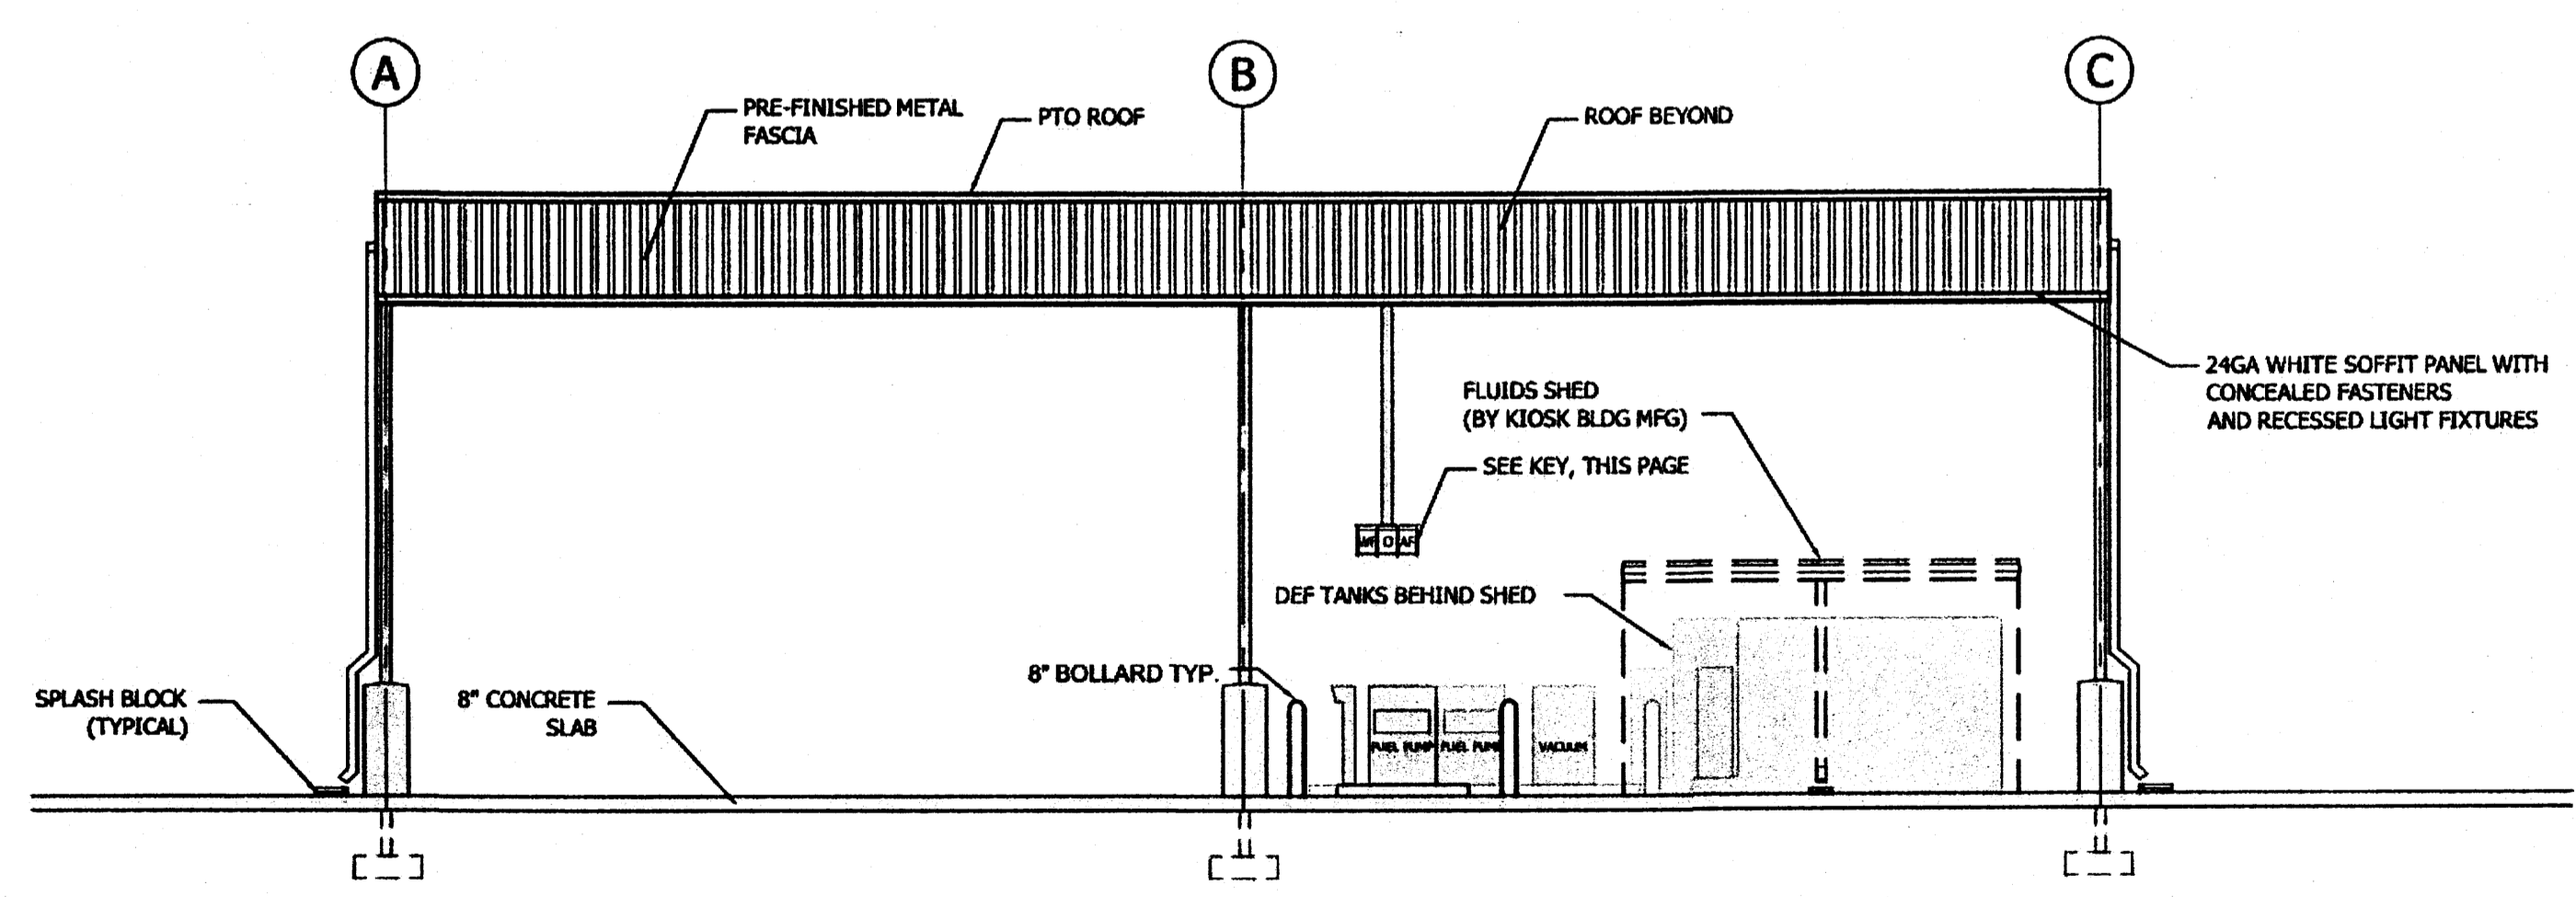 A
B
C
PRE-FINISHED METAL
FASCIA
PTO ROOF
ROOF BEYOND
24GA WHITE SOFFIT PANEL WITH
CONCEALED FASTENERS
AND RECESSED LIGHT FIXTURES
FLUIDS SHED
(BY KIOSK BLDG MFG)
SEE KEY, THIS PAGE
O AF
DEF TANKS BEHIND SHED
8" BOLLARD TYP.
SPLASH BLOCK
(TYPICAL)
8" CONCRETE
SLAB
FUEL PUMP
FUEL PUMP
VACUUM